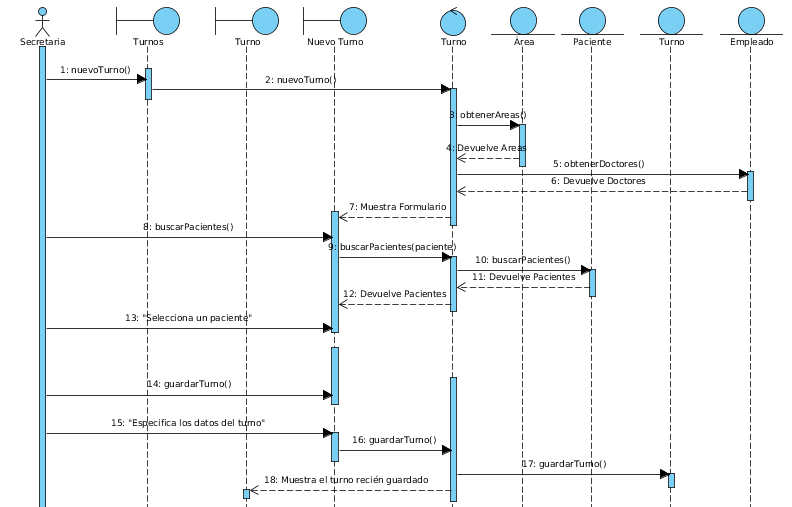 Secretaria
Turnos
Turno
Nuevo Turno
Turno
Area
Paciente
Turno
Empleado
1: nuevoTurno()
2: nuevoTurno()
3: obtenerAreas()
4: Devuelve Areas
5: obtenerDoctores()
6: Devuelve Doctores
7: Muestra Formulario
8: buscarPacientes()
9: buscarPacientes(paciente)
10: buscarPacientes()
11: Devuelve Pacientes
12: Devuelve Pacientes
13: "Selecciona un paciente"
14: guardarTurno()
15: "Especifica los datos del turno"
16: guardarTurno()
17: guardarTurno()
18: Muestra el turno recién guardado